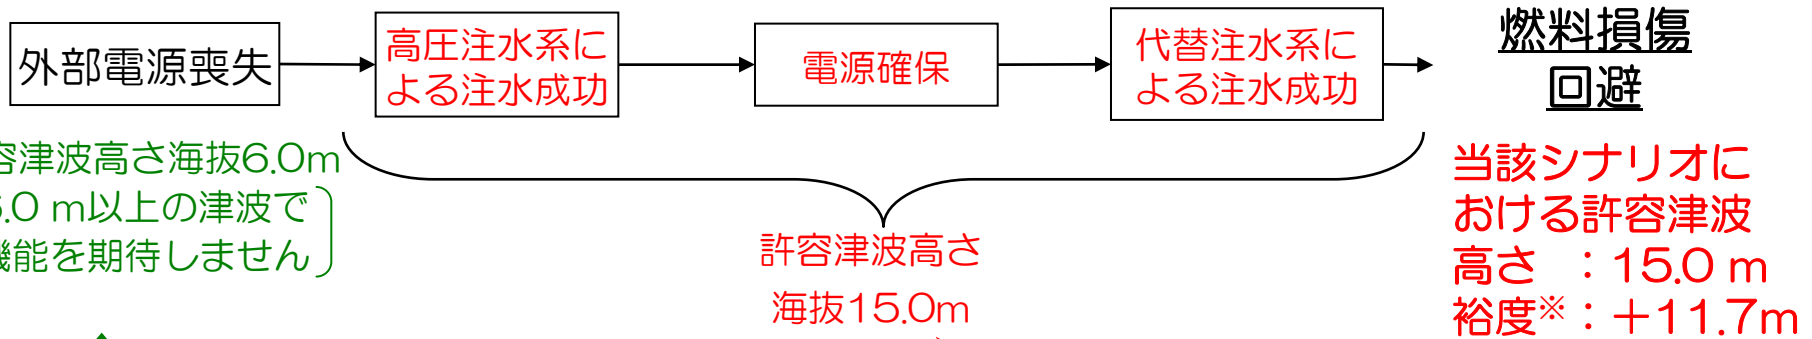 外部電源喪失
高圧注水系に
よる注水成功
電源確保
代替注水系に
よる注水成功
燃料損傷
回避
容津波高さ海抜6.0m
.0 m以上の津波で
機能を期待しません
許容津波高さ
海抜15.0m
当該シナリオに
おける許容津波
高さ ：15.0 m
裕度※：＋11.7m